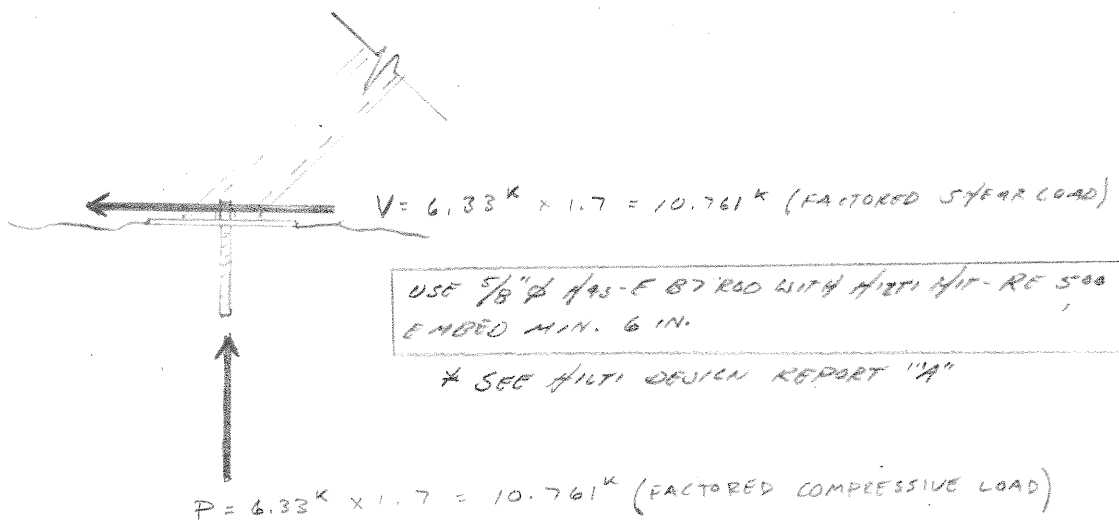 V = 6.33ᴷ × 1.7 = 10.761ᴷ (FACTORED SHEAR LOAD)
USE 5/8"ϕ HAS-E B7 ROD WITH HILTI HIT-RE 500
EMBED MIN. 6 IN.
* SEE HILTI DESIGN REPORT "A"
P = 6.33ᴷ × 1.7 = 10.761ᴷ (FACTORED COMPRESSIVE LOAD)